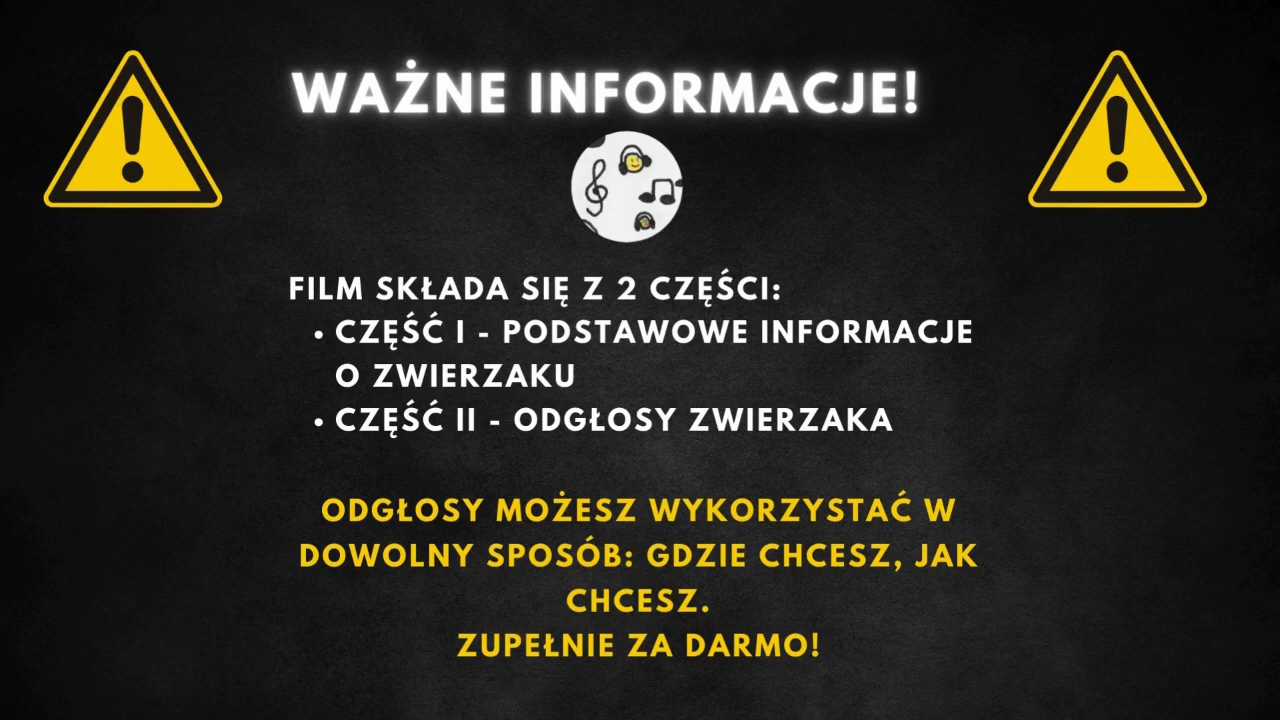 WAŻNE INFORMACJE!
FILM SKŁADA SIĘ Z 2 CZĘŚCI:
• CZĘŚĆ I - PODSTAWOWE INFORMACJE
O ZWIERZAKU
• CZĘŚĆ II - ODGŁOSY ZWIERZAKA
ODGŁOSY MOŻESZ WYKORZYSTAĆ W
DOWOLNY SPOSÓB: GDZIE CHCESZ, JAK
CHCESZ.
ZUPEŁNIE ZA DARMO!